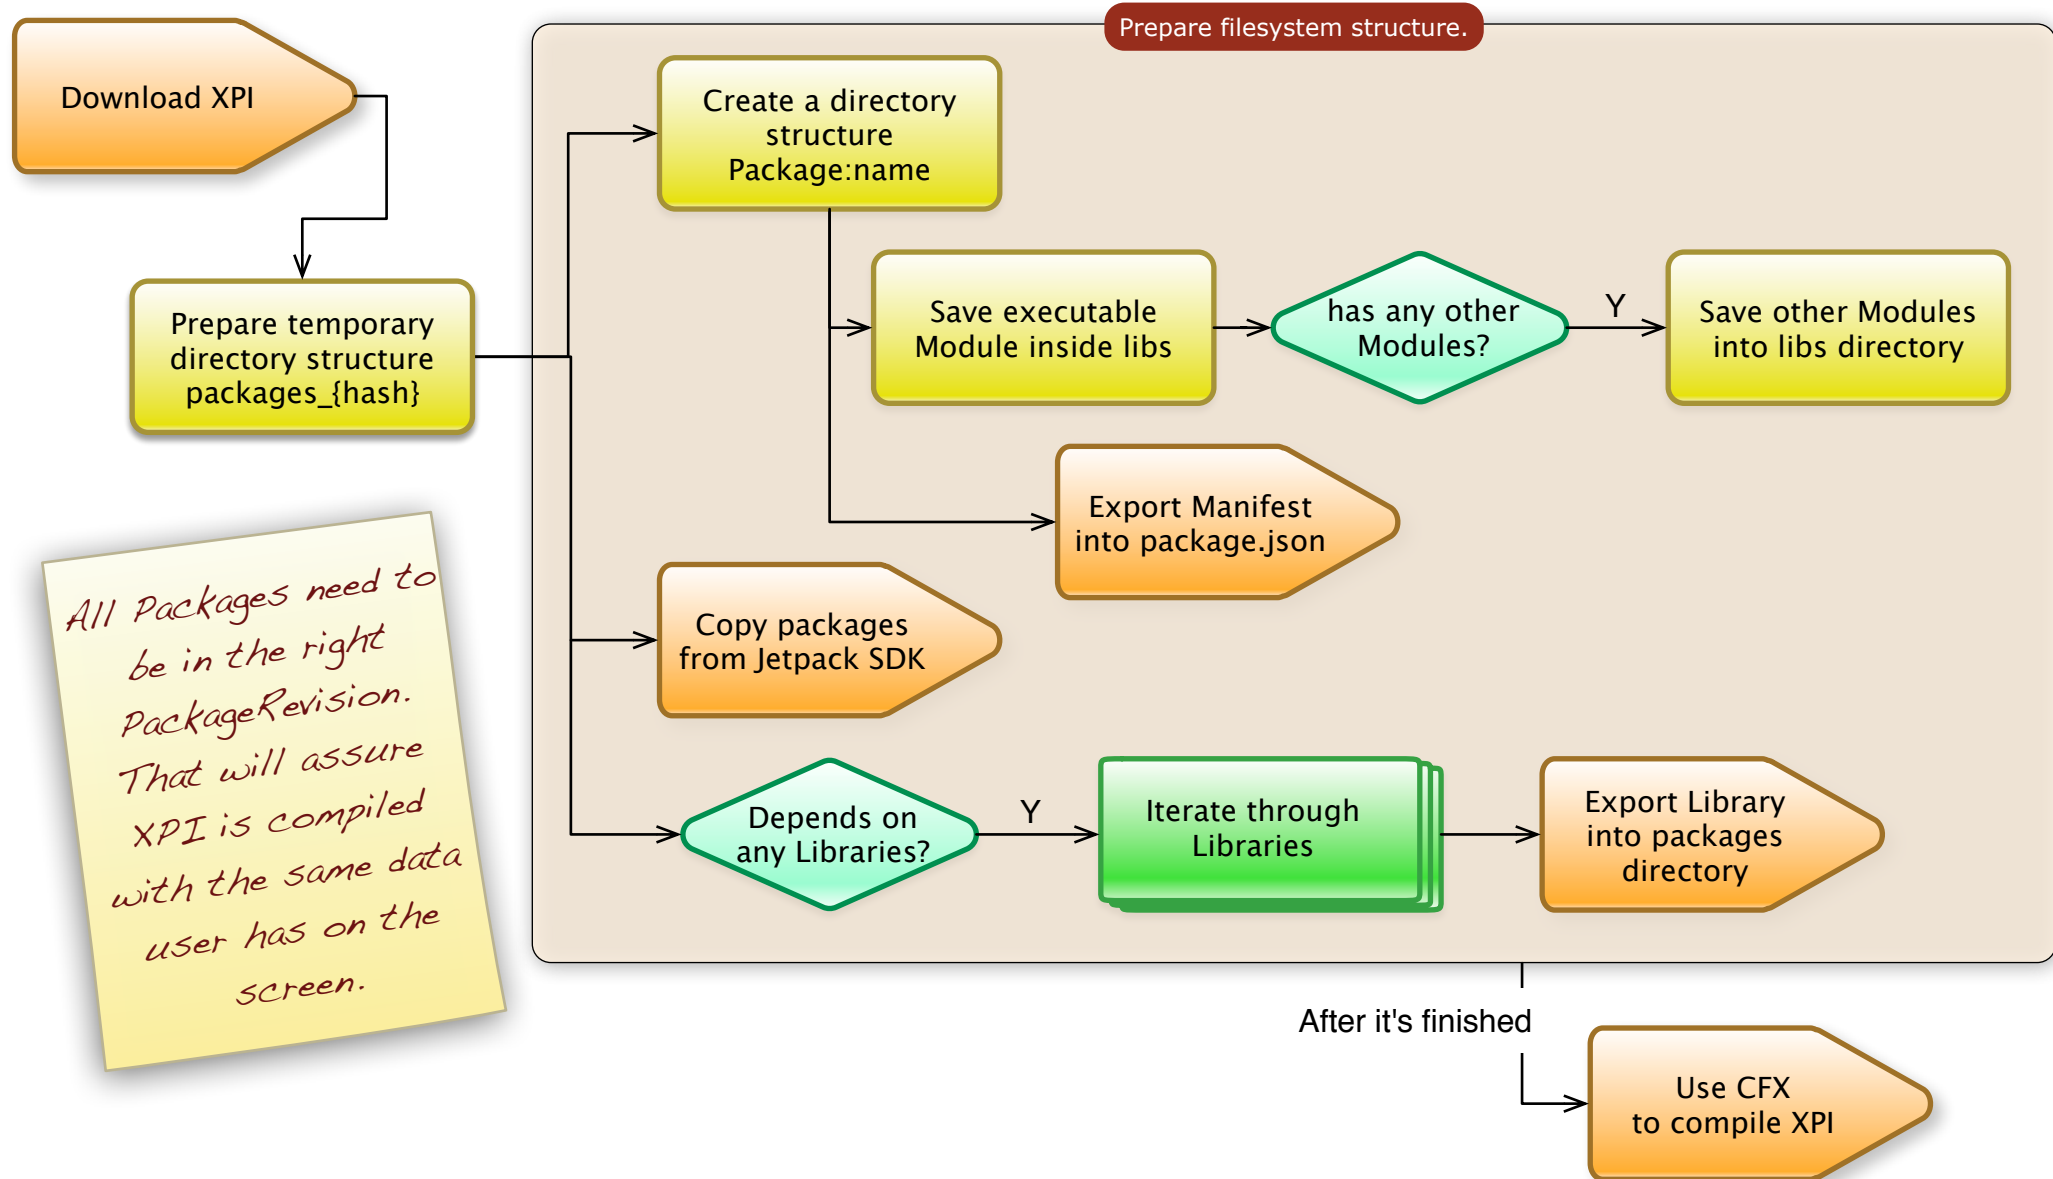 Prepare filesystem structure.
Download XPI
Create a directory
structure
Package:name
Prepare temporary
directory structure
packages_{hash}
Save executable
Module inside libs
has any other
Modules?
Y
Save other Modules
into libs directory
Export Manifest
into package.json
Copy packages
from Jetpack SDK
Depends on
any Libraries?
Y
Iterate through
Libraries
Export Library
into packages
directory
All Packages need to
be in the right
PackageRevision.
That will assure
XPI is compiled
with the same data
user has on the
screen.
After it's finished
Use CFX
to compile XPI